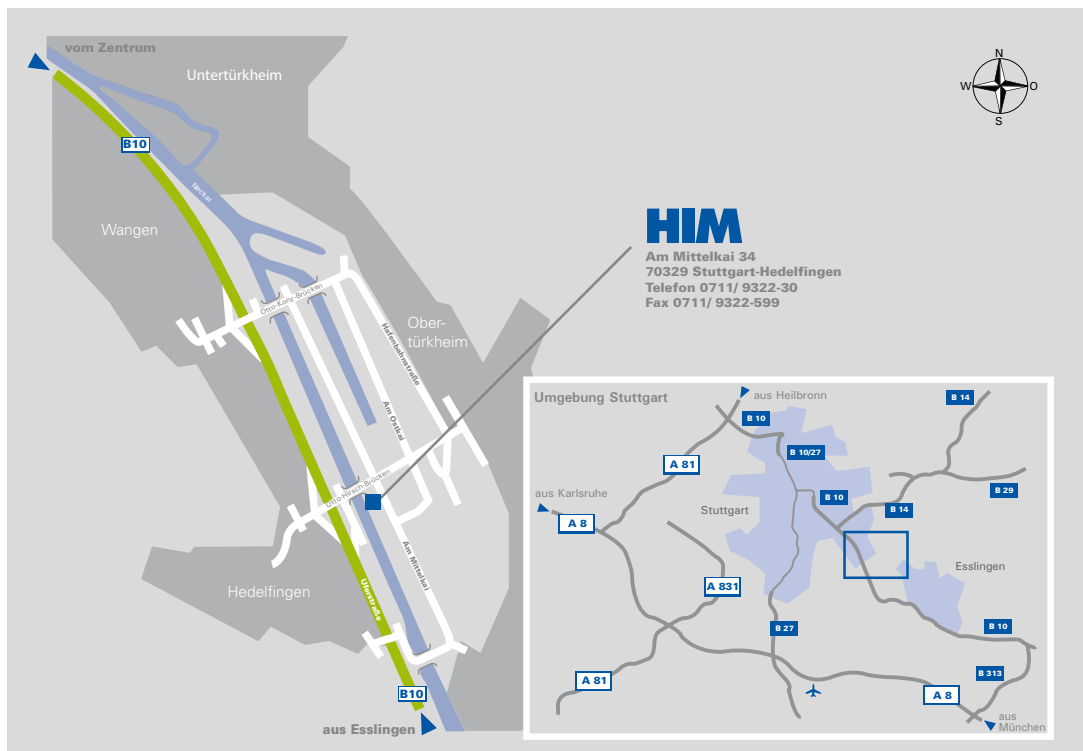 vom Zentrum
Untertürkheim
N
W
O
S
B10
Neckar
Wangen
HIM
Am Mittelkai 34
70329 Stuttgart-Hedelfingen
Telefon 0711/ 9322-30
Fax 0711/ 9322-599
Otto-Konz-Brücken
Ober-
türkheim
Hafenbahnstraße
Am Ostkai
Otto-Hirsch-Brücken
Am Mittelkai
Hedelfingen
Uferstraße
B10
aus Esslingen
Umgebung Stuttgart
aus Heilbronn
B 14
B 10
B 10/27
A 81
aus Karlsruhe
B 10
B 29
A 8
Stuttgart
B 14
Esslingen
A 831
B 27
B 10
A 81
B 313
A 8
aus
München